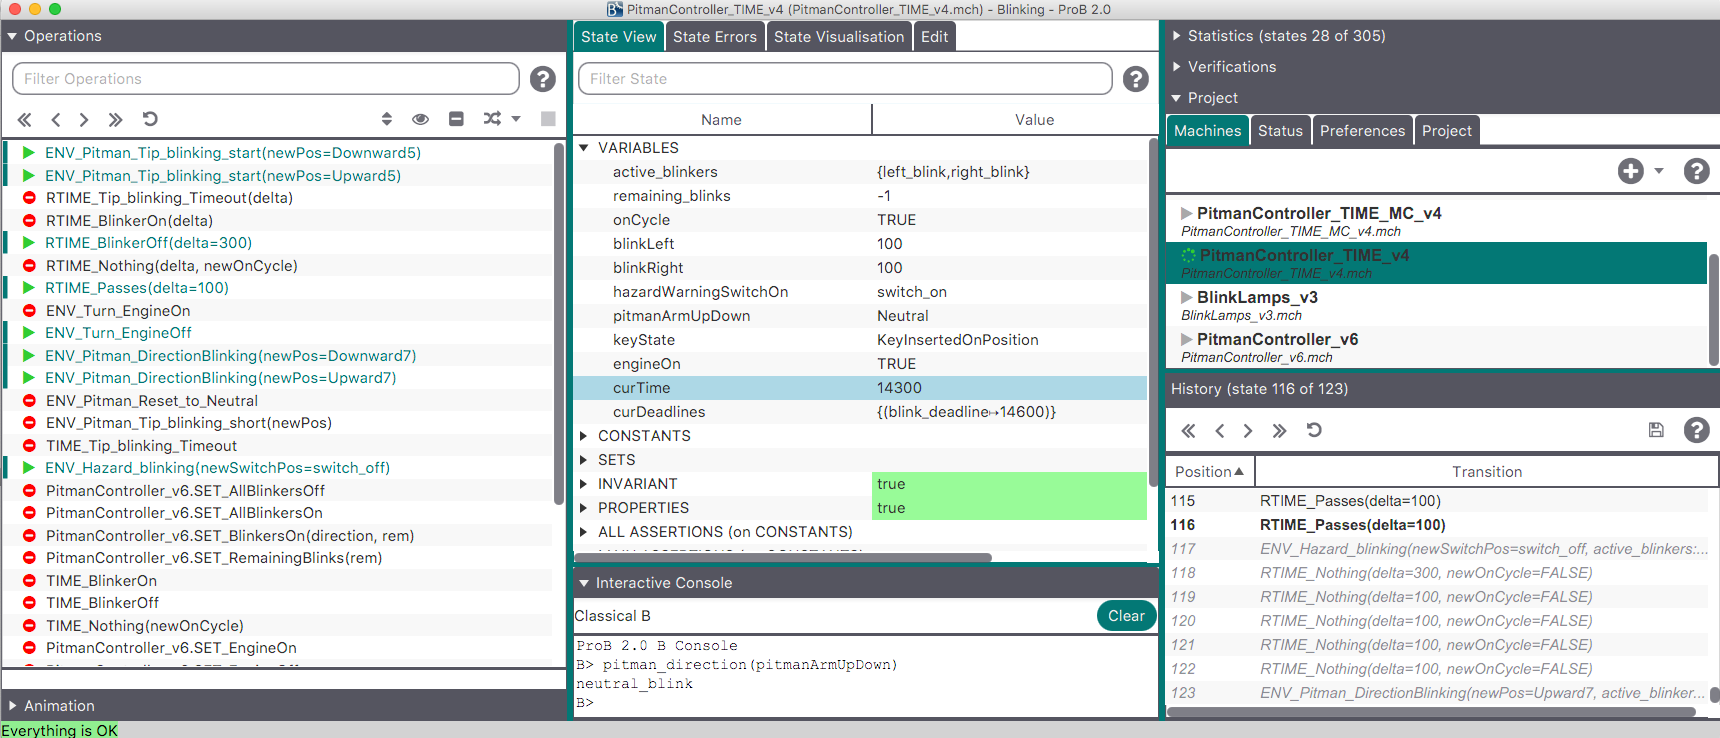 PitmanController_TIME_v4 (PitmanController_TIME_v4.mch) - Blinking - ProB 2.0
Operations
Filter Operations
?
ENV_Pitman_Tip_blinking_start(newPos=Downward5)
ENV_Pitman_Tip_blinking_start(newPos=Upward5)
RTIME_Tip_blinking_Timeout(delta)
RTIME_BlinkerOn(delta)
RTIME_BlinkerOff(delta=300)
RTIME_Nothing(delta, newOnCycle)
RTIME_Passes(delta=100)
ENV_Turn_EngineOn
ENV_Turn_EngineOff
ENV_Pitman_DirectionBlinking(newPos=Downward7)
ENV_Pitman_DirectionBlinking(newPos=Upward7)
ENV_Pitman_Reset_to_Neutral
ENV_Pitman_Tip_blinking_short(newPos)
TIME_Tip_blinking_Timeout
ENV_Hazard_blinking(newSwitchPos=switch_off)
PitmanController_v6.SET_AllBlinkersOff
PitmanController_v6.SET_AllBlinkersOn
PitmanController_v6.SET_BlinkersOn(direction, rem)
PitmanController_v6.SET_RemainingBlinks(rem)
TIME_BlinkerOn
TIME_BlinkerOff
TIME_Nothing(newOnCycle)
PitmanController_v6.SET_EngineOn
Animation
Everything is OK
State View State Errors State Visualisation Edit
Filter State
?
Name Value
VARIABLES
active_blinkers {left_blink,right_blink}
remaining_blinks -1
onCycle TRUE
blinkLeft 100
blinkRight 100
hazardWarningSwitchOn switch_on
pitmanArmUpDown Neutral
keyState KeyInsertedOnPosition
engineOn TRUE
curTime 14300
curDeadlines {(blink_deadline↦14600)}
CONSTANTS
SETS
INVARIANT true
PROPERTIES true
ALL ASSERTIONS (on CONSTANTS)
Interactive Console
Classical B Clear
ProB 2.0 B Console
B> pitman_direction(pitmanArmUpDown)
neutral_blink
B>
Statistics (states 28 of 305)
Verifications
Project
Machines Status Preferences Project
?
PitmanController_TIME_MC_v4
PitmanController_TIME_MC_v4.mch
PitmanController_TIME_v4
PitmanController_TIME_v4.mch
BlinkLamps_v3
BlinkLamps_v3.mch
PitmanController_v6
PitmanController_v6.mch
History (state 116 of 123)
?
Position Transition
115 RTIME_Passes(delta=100)
116 RTIME_Passes(delta=100)
117 ENV_Hazard_blinking(newSwitchPos=switch_off, active_blinkers:...
118 RTIME_Nothing(delta=300, newOnCycle=FALSE)
119 RTIME_Nothing(delta=100, newOnCycle=FALSE)
120 RTIME_Nothing(delta=100, newOnCycle=FALSE)
121 RTIME_Nothing(delta=100, newOnCycle=FALSE)
122 RTIME_Nothing(delta=100, newOnCycle=FALSE)
123 ENV_Pitman_DirectionBlinking(newPos=Upward7, active_blinker...